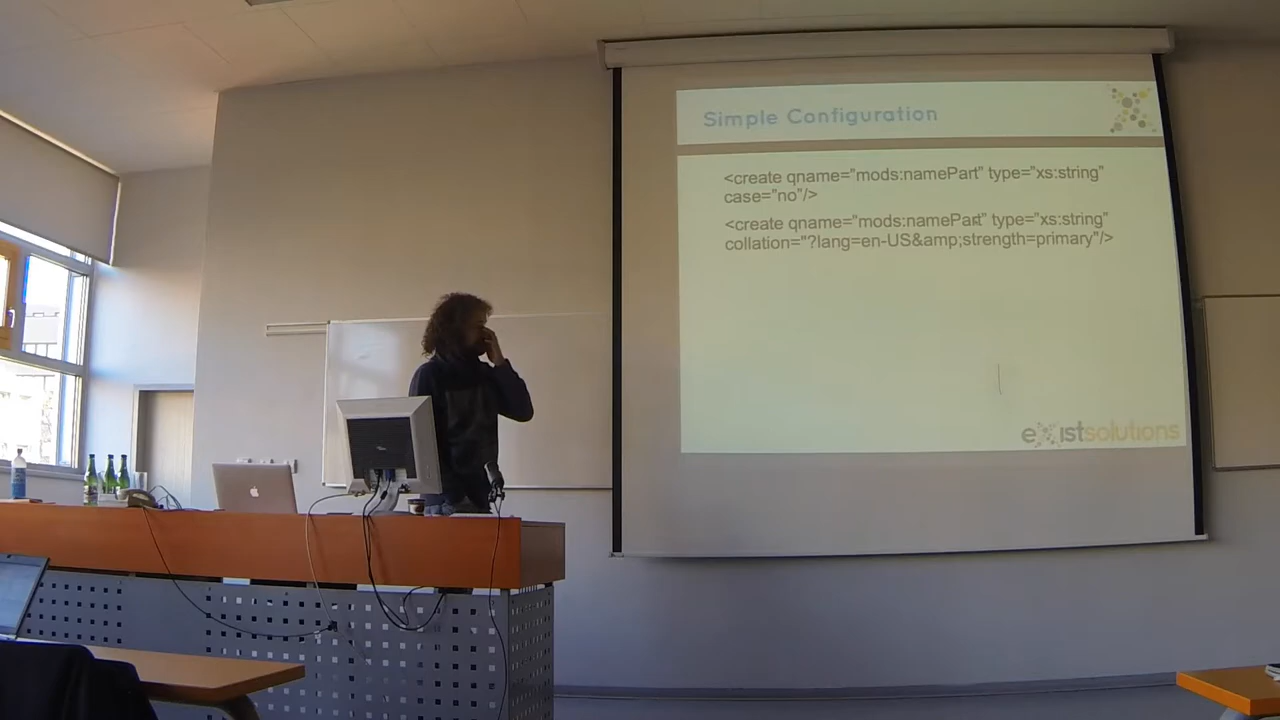 Simple Configuration
<create qname="mods:namePart" type="xs:string"
case="no"/>
<create qname="mods:namePart" type="xs:string"
collation="?lang=en-US&amp;strength=primary"/>
existsolutions